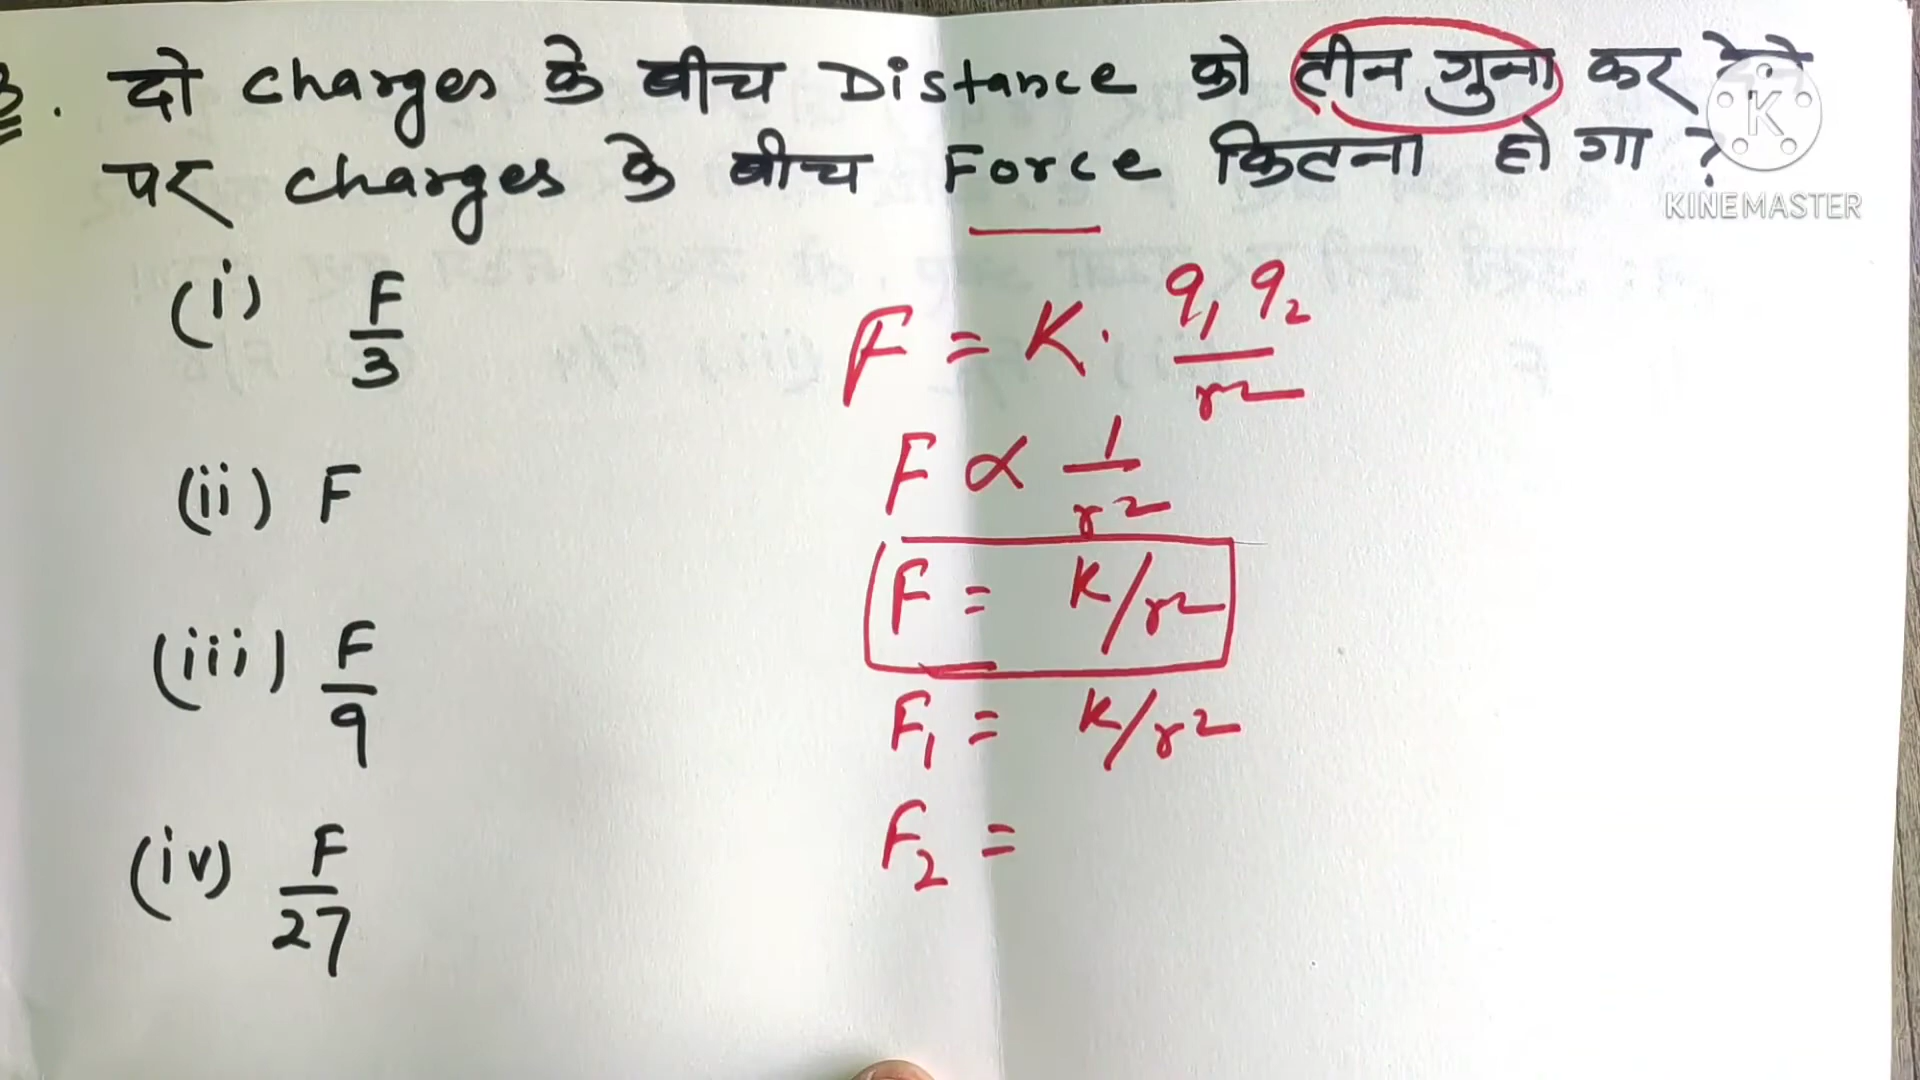 3. दो charges के बीच Distance को तीन गुना कर देने
पर charges के बीच Force कितना होगा ?
(i) F/3
(ii) F
(iii) F/9
(iv) F/27
F = K. q₁ q₂/r²
F ∝ 1/r²
F = K/r²
F₁ = K/r²
F₂ =
K
KINEMASTER